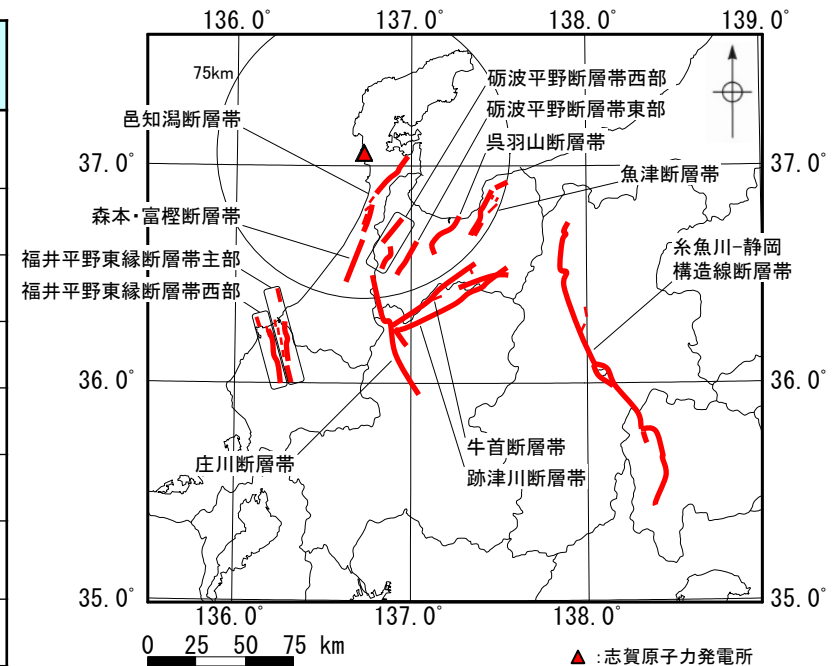 136.0°
137.0°
138.0°
139.0°
75km
砺波平野断層帯西部
砺波平野断層帯東部
呉羽山断層帯
魚津断層帯
邑知潟断層帯
37.0°
37.0°
森本・富樫断層帯
福井平野東縁断層帯主部
福井平野東縁断層帯西部
糸魚川-静岡
構造線断層帯
36.0°
36.0°
牛首断層帯
跡津川断層帯
庄川断層帯
35.0°
35.0°
136.0°
137.0°
138.0°
0 25 50 75 km
:志賀原子力発電所